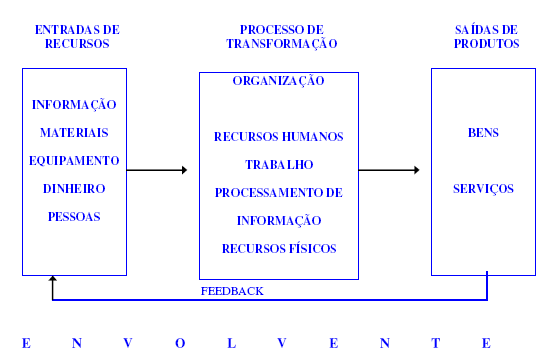 ENTRADAS DE
RECURSOS
PROCESSO DE
TRANSFORMAÇÃO
SAÍDAS DE
PRODUTOS
INFORMAÇÃO
MATERIAIS
EQUIPAMENTO
DINHEIRO
PESSOAS
ORGANIZAÇÃO
RECURSOS HUMANOS
TRABALHO
PROCESSAMENTO DE
INFORMAÇÃO
RECURSOS FÍSICOS
BENS
SERVIÇOS
FEEDBACK
E N V O L V E N T E